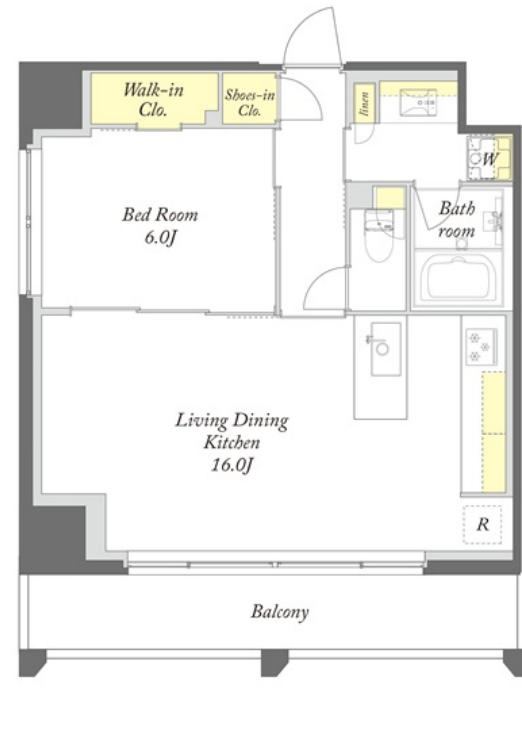 Walk-in
Clo.
Shoes-in
Clo.
linen
W
Bed Room
6.0J
Bath
room
Living Dining
Kitchen
16.0J
R
Balcony